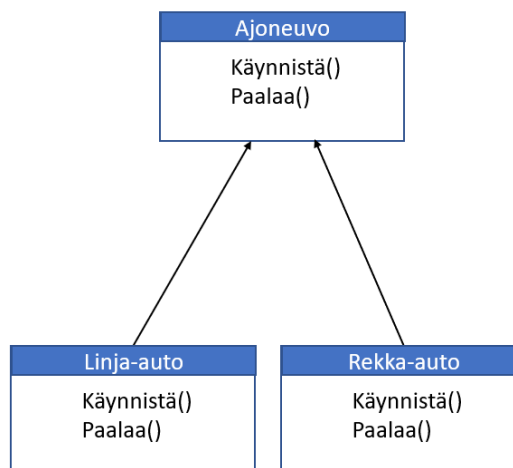 Ajoneuvo
Käynnistä()
Paalaa()
Linja-auto
Käynnistä()
Paalaa()
Rekka-auto
Käynnistä()
Paalaa()